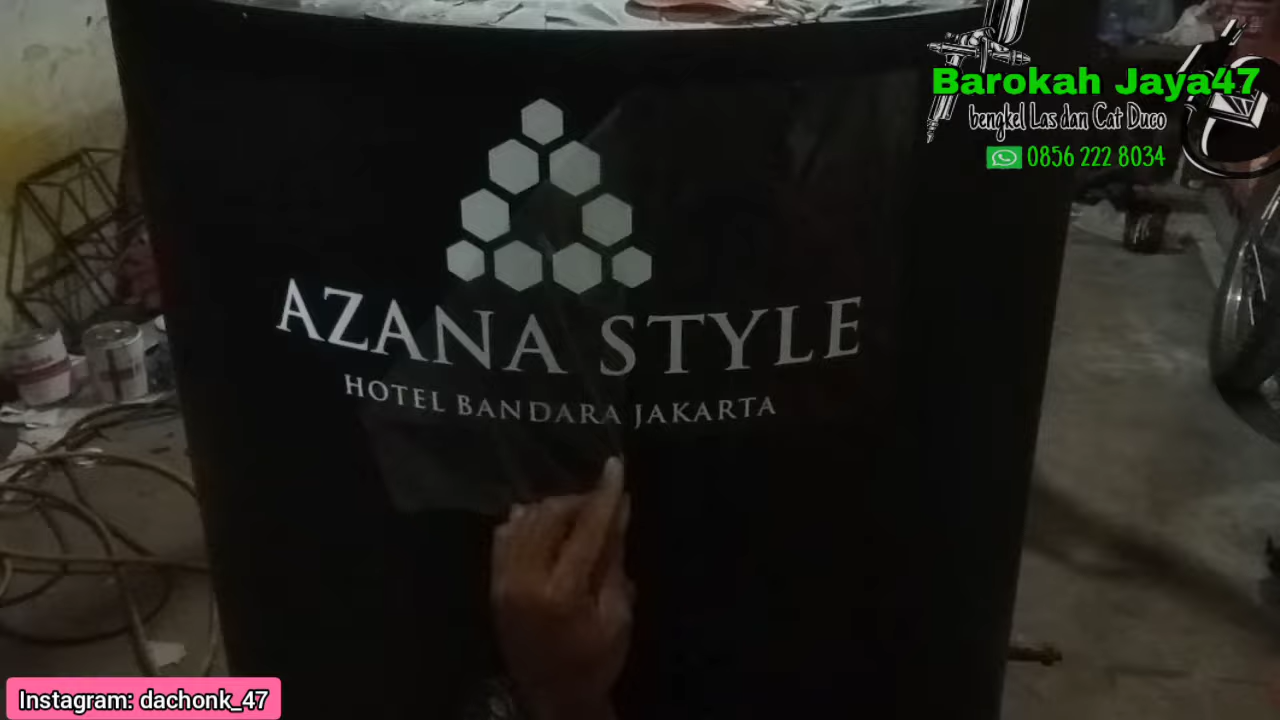 Barokah Jaya47
bengkel Las dan Cat Duco
0856 222 8034
AZANA STYLE
HOTEL BANDARA JAKARTA
Instagram: dachonk_47